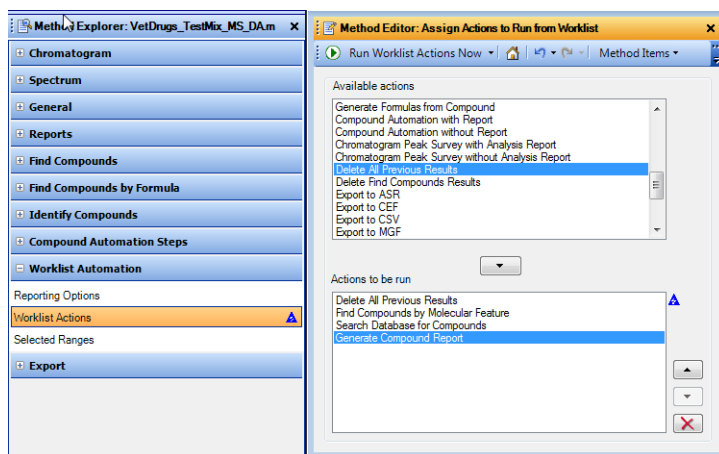 Method Explorer: VetDrugs_TestMix_MS_DA.m
Chromatogram
Spectrum
General
Reports
Find Compounds
Find Compounds by Formula
Identify Compounds
Compound Automation Steps
Worklist Automation
Reporting Options
Worklist Actions
Selected Ranges
Export
Method Editor: Assign Actions to Run from Worklist
Run Worklist Actions Now
Method Items
Available actions
Generate Formulas from Compound
Compound Automation with Report
Compound Automation without Report
Chromatogram Peak Survey with Analysis Report
Chromatogram Peak Survey without Analysis Report
Delete All Previous Results
Delete Find Compounds Results
Export to ASR
Export to CEF
Export to CSV
Export to MGF
Actions to be run
Delete All Previous Results
Find Compounds by Molecular Feature
Search Database for Compounds
Generate Compound Report